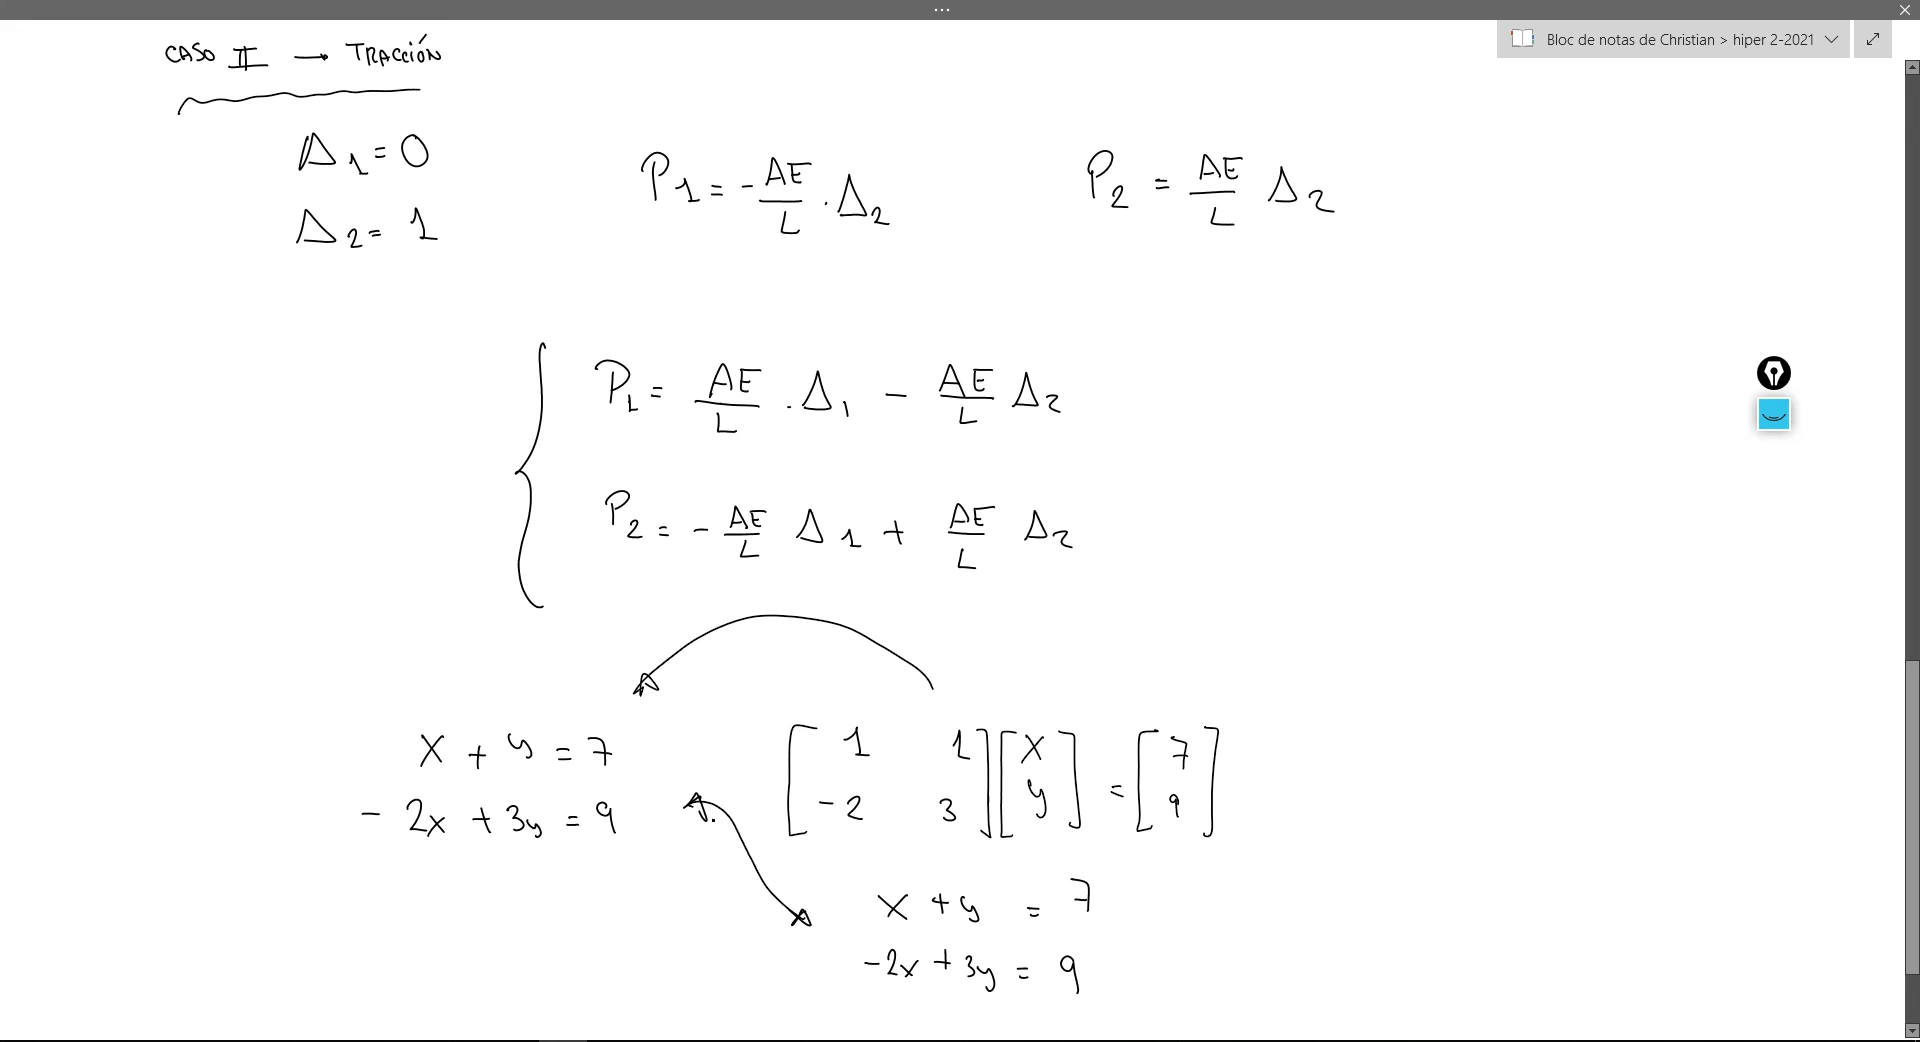 ...
Bloc de notas de Christian > hiper 2-2021
CASO II → TRACCIÓN
Δ₁ = 0
Δ₂ = 1
P₁ = - AE/L . Δ₂
P₂ = AE/L Δ₂
P₁ = AE/L . Δ₁ - AE/L Δ₂
P₂ = - AE/L Δ₁ + AE/L Δ₂
x + y = 7
- 2x + 3y = 9
[1 1] [x] = [7]
[-2 3] [y] [9]
x + y = 7
-2x + 3y = 9